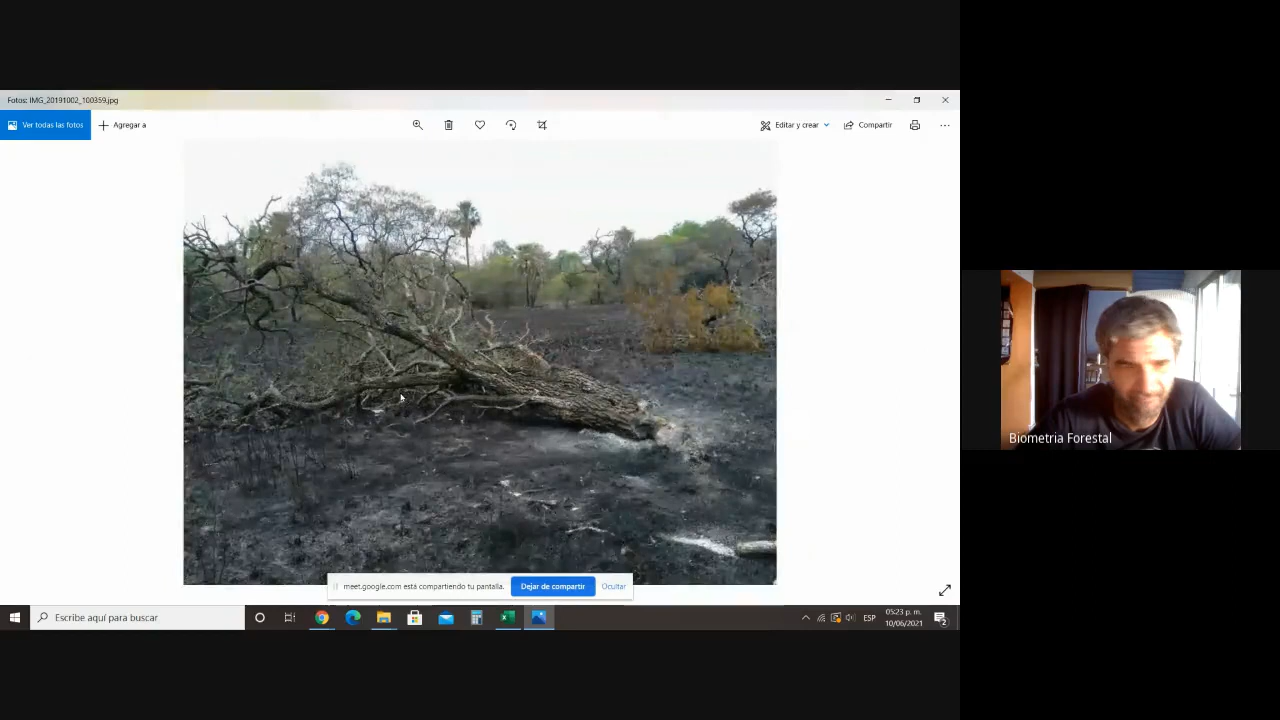 Fotos: IMG_20191002_100359.jpg
Ver todas las fotos
Agregar a
Editar y crear
Compartir
Biometria Forestal
meet.google.com está compartiendo tu pantalla.
Dejar de compartir
Ocultar
Escribe aquí para buscar
ESP
05:23 p. m.
10/06/2021
2